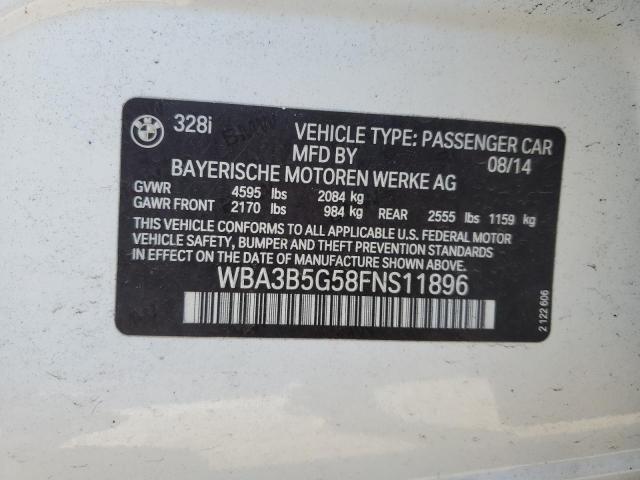 BMW 328i VEHICLE TYPE: PASSENGER CAR
MFD BY 08/14
BAYERISCHE MOTOREN WERKE AG
GVWR 4595 lbs 2084 kg
GAWR FRONT 2170 lbs 984 kg REAR 2555 lbs 1159 kg
THIS VEHICLE CONFORMS TO ALL APPLICABLE U.S. FEDERAL MOTOR
VEHICLE SAFETY, BUMPER AND THEFT PREVENTION STANDARDS
IN EFFECT ON THE DATE OF MANUFACTURE SHOWN ABOVE.
WBA3B5G58FNS11896
2 122 606